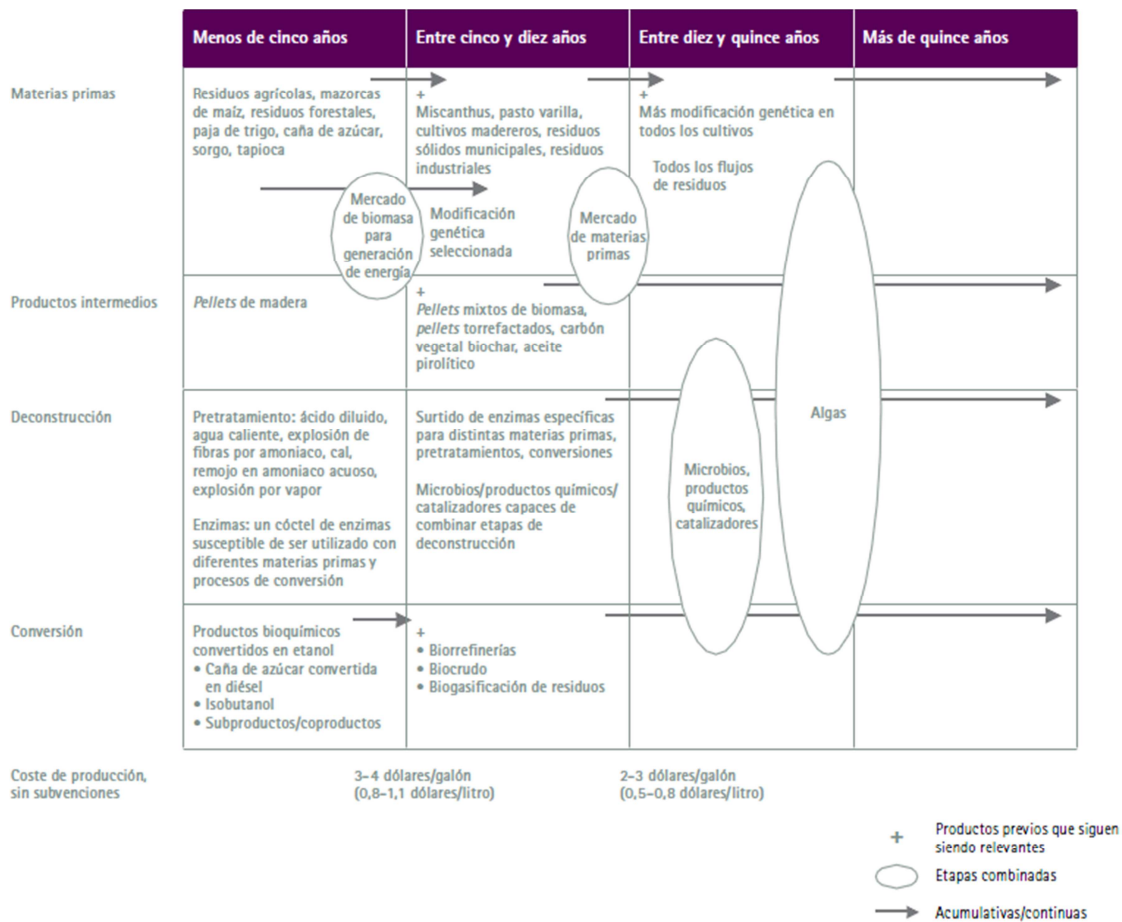 Menos de cinco años
Entre cinco y diez años
Entre diez y quince años
Más de quince años
Materias primas
Residuos agrícolas, mazorcas
de maíz, residuos forestales,
paja de trigo, caña de azúcar,
sorgo, tapioca
+
Miscanthus, pasto varilla,
cultivos madereros, residuos
sólidos municipales, residuos
industriales
+
Más modificación genética en
todos los cultivos
Todos los flujos
de residuos
Mercado
de biomasa
para
generación
de energía
Modificación
genética
seleccionada
Mercado
de materias
primas
Productos intermedios
Pellets de madera
+
Pellets mixtos de biomasa,
pellets torrefactados, carbón
vegetal biochar, aceite
pirolítico
Deconstrucción
Pretratamiento: ácido diluido,
agua caliente, explosión de
fibras por amoniaco, cal,
remojo en amoniaco acuoso,
explosión por vapor
Enzimas: un cóctel de enzimas
susceptible de ser utilizado con
diferentes materias primas y
procesos de conversión
Surtido de enzimas específicas
para distintas materias primas,
pretratamientos, conversiones
Microbios/productos químicos/
catalizadores capaces de
combinar etapas de
deconstrucción
Microbios,
productos
químicos,
catalizadores
Algas
Conversión
Productos bioquímicos
convertidos en etanol
• Caña de azúcar convertida
en diésel
• Isobutanol
• Subproductos/coproductos
+
• Biorrefinerías
• Biocrudo
• Biogasificación de residuos
Coste de producción,
sin subvenciones
3–4 dólares/galón
(0,8–1,1 dólares/litro)
2–3 dólares/galón
(0,5–0,8 dólares/litro)
+ Productos previos que siguen
siendo relevantes
Etapas combinadas
Acumulativas/continuas